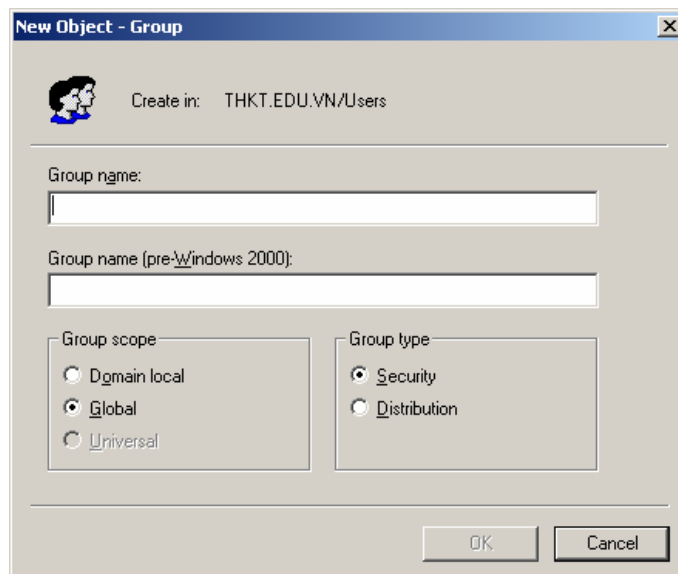 New Object - Group
Create in: THKT.EDU.VN/Users
Group name:
Group name (pre-Windows 2000):
Group scope
Domain local
Global
Universal
Group type
Security
Distribution
OK Cancel